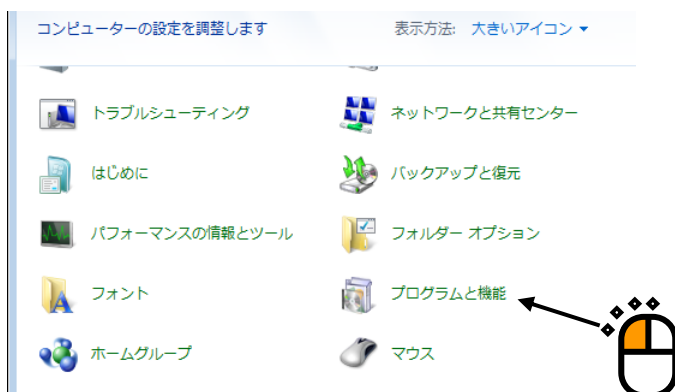 コンピューターの設定を調整します 表示方法: 大きいアイコン
トラブルシューティング ネットワークと共有センター
はじめに バックアップと復元
パフォーマンスの情報とツール フォルダー オプション
フォント プログラムと機能
ホームグループ マウス